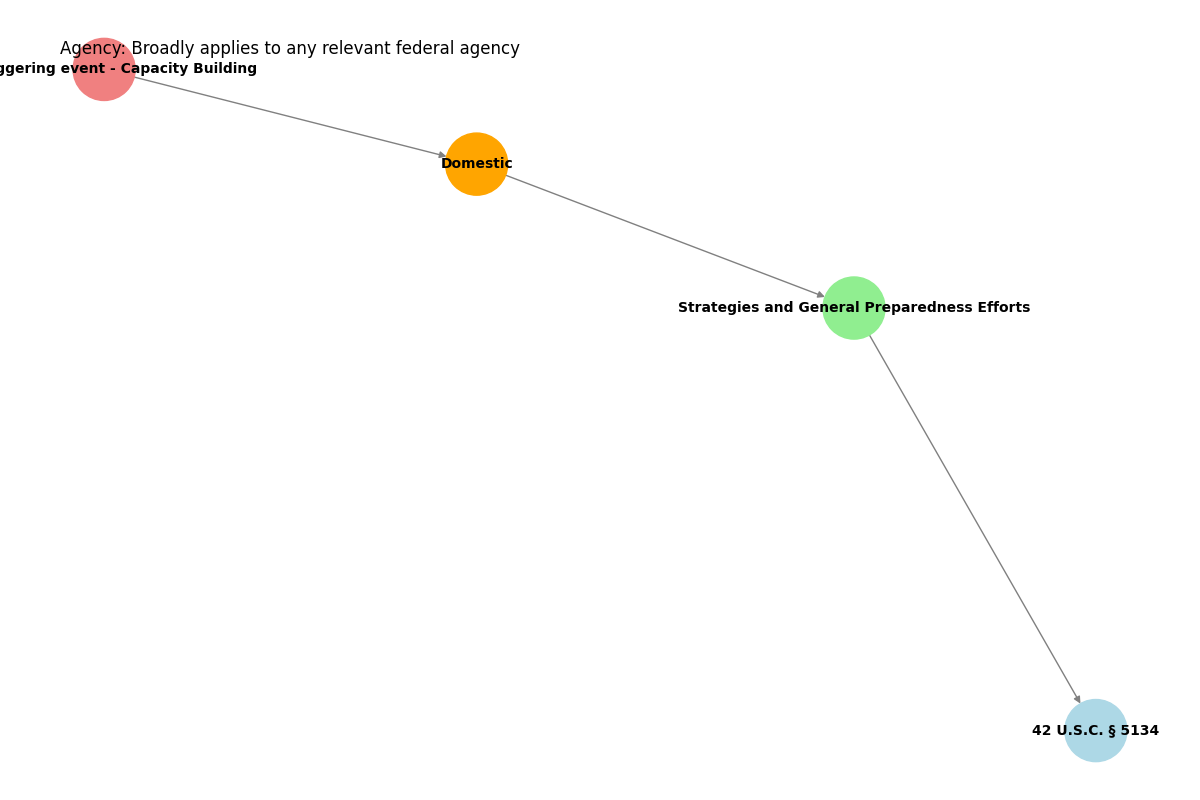 Agency: Broadly applies to any relevant federal agency
ggering event - Capacity Building
Domestic
Strategies and General Preparedness Efforts
42 U.S.C. § 5134